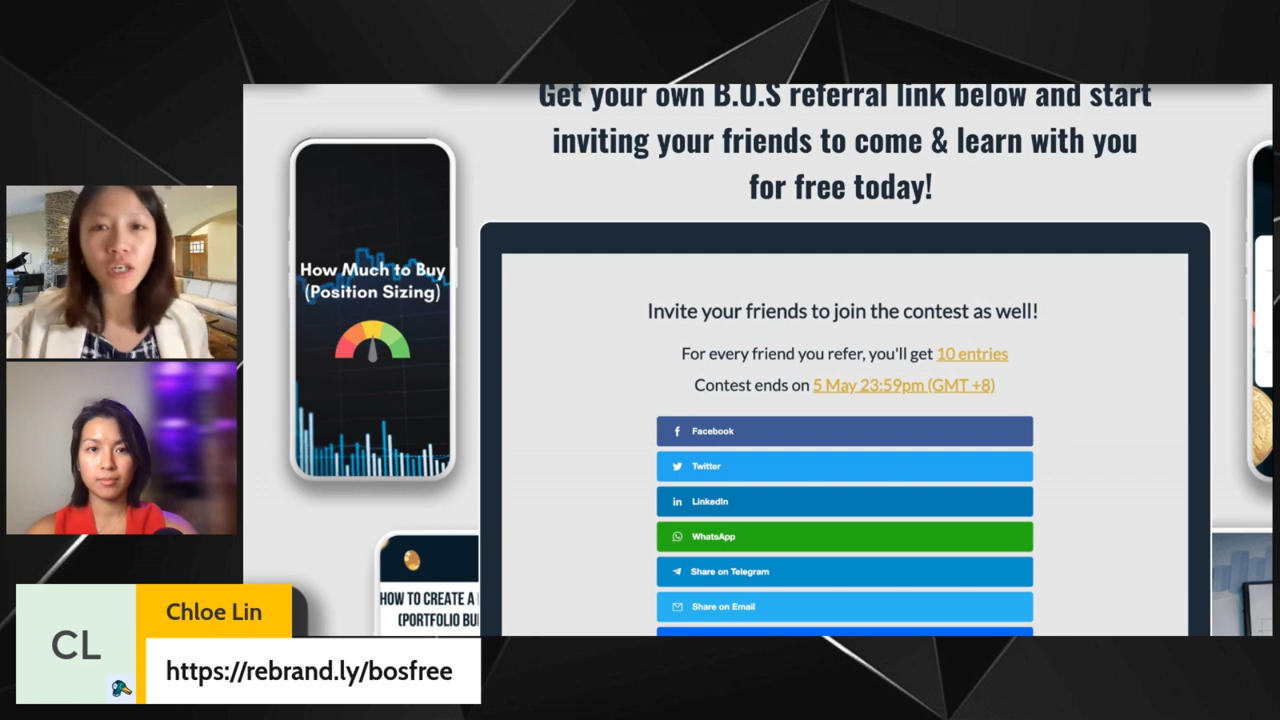 Get your own B.O.S referral link below and start
inviting your friends to come & learn with you
for free today!
How Much to Buy
(Position Sizing)
Invite your friends to join the contest as well!
For every friend you refer, you'll get 10 entries
Contest ends on 5 May 23:59pm (GMT +8)
Facebook
Twitter
LinkedIn
WhatsApp
Share on Telegram
Share on Email
HOW TO CREATE A
(PORTFOLIO
CL
Chloe Lin
https://rebrand.ly/bosfree